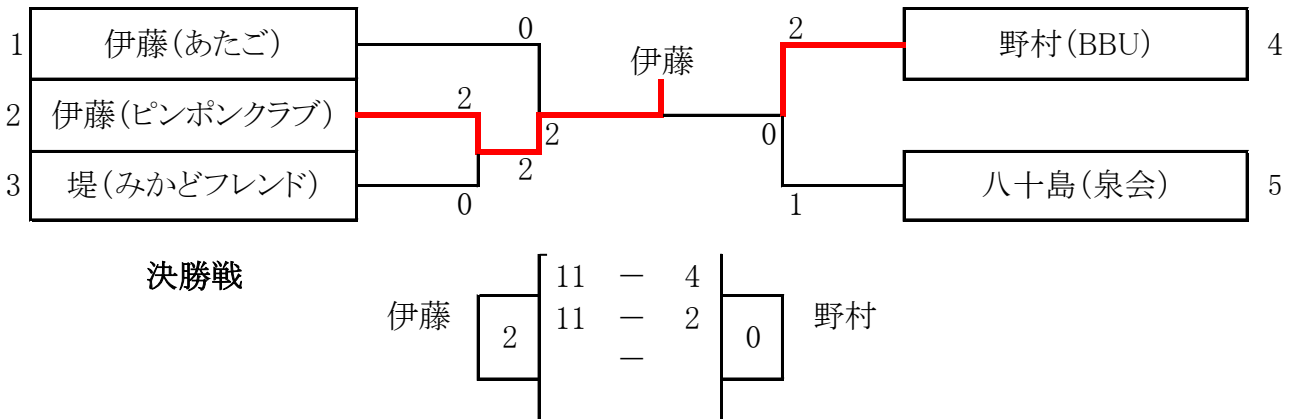 0 2
1 伊藤(あたご) 伊藤 野村(BBU) 4
2 伊藤(ピンポンクラブ) 2 2 0
3 堤(みかどフレンド) 2 八十島(泉会) 5
0 1
決勝戦
11 － 4
伊藤 11 － 2 野村
2 － 0